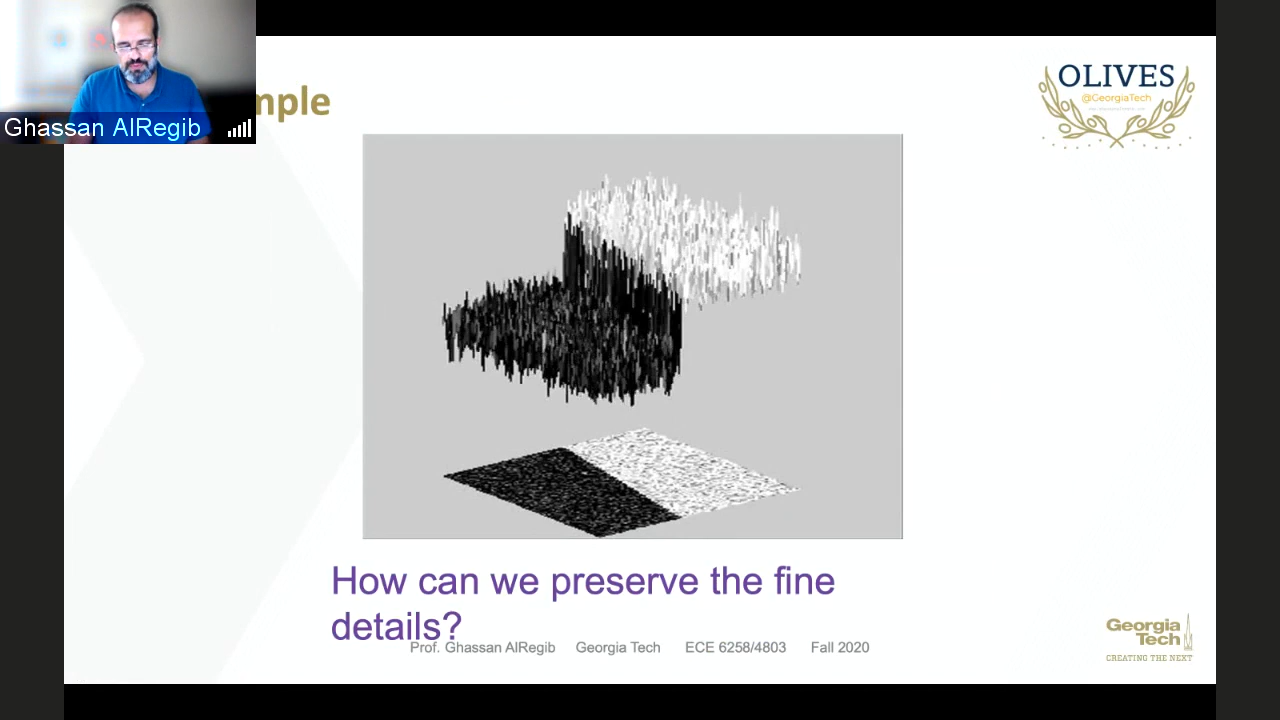 Ghassan AlRegib
mple
OLIVES
@GeorgiaTech
How can we preserve the fine
details?
Prof. Ghassan AlRegib Georgia Tech ECE 6258/4803 Fall 2020
Georgia
Tech
CREATING THE NEXT